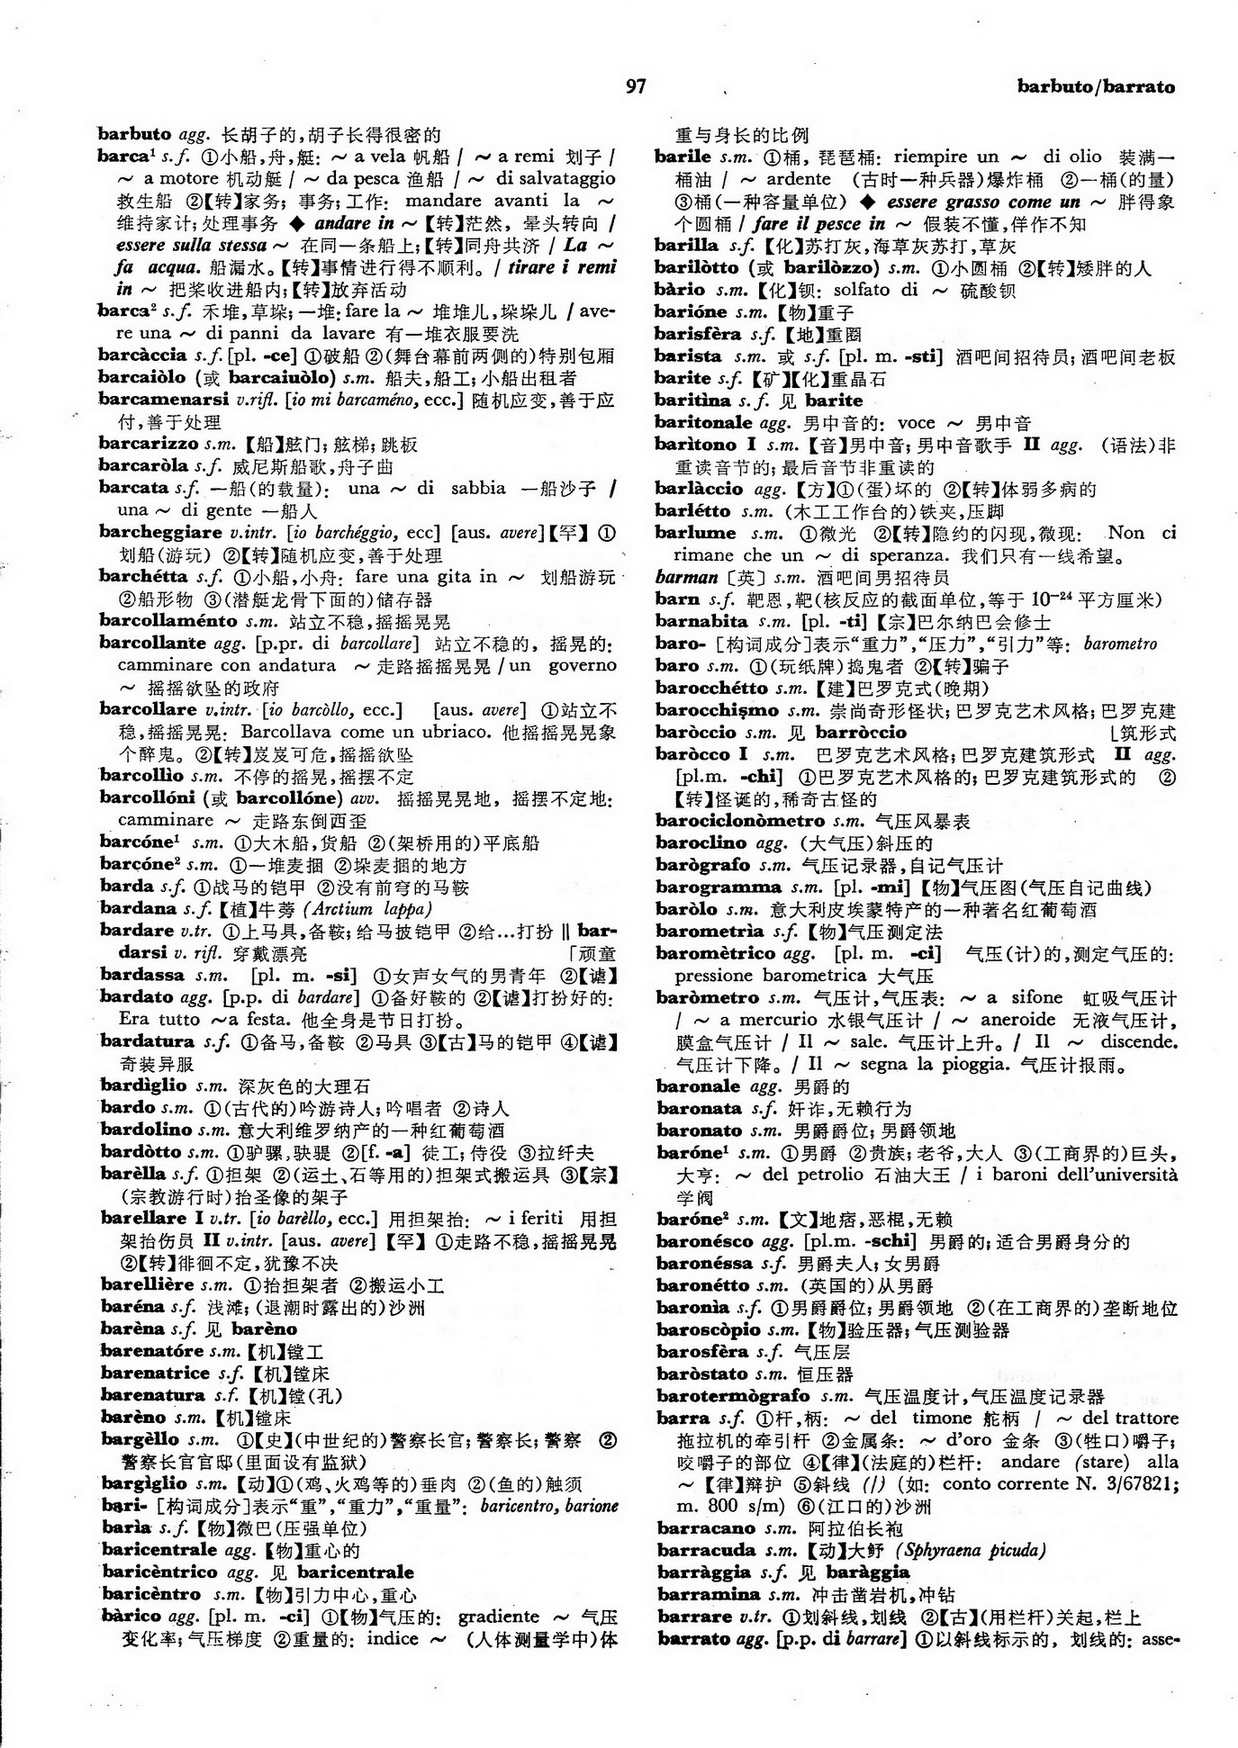 97
barbuto/barrato
barbuto agg. 长胡子的,胡子长得很密的
barca¹ s.f. ①小船,舟,艇: ～ a vela 帆船 / ～ a remi 划子 /
～ a motore 机动艇 / ～ da pesca 渔船 / ～ di salvataggio
救生船 ②【转】家务; 事务; 工作: mandare avanti la ～
维持家计; 处理事务 ◆ andare in ～【转】茫然, 晕头转向 /
essere sulla stessa ～ 在同一条船上;【转】同舟共济 / La ～
fa acqua. 船漏水。【转】事情进行得不顺利。/ tirare i remi
in ～ 把桨收进船内;【转】放弃活动
barca² s.f. 禾堆,草垛; 一堆: fare la ～ 堆堆儿,垛垛儿 / ave-
re una ～ di panni da lavare 有一堆衣服要洗
barcàccia s.f. [pl. -ce] ①破船 ②(舞台幕前两侧的)特别包厢
barcaiòlo (或 barcaiuòlo) s.m. 船夫,船工; 小船出租者
barcamenarsi v.rifl. [io mi barcaméno, ecc.] 随机应变,善于应
付,善于处理
barcarizzo s.m. 【船】舷门; 舷梯; 跳板
barcaròla s.f. 威尼斯船歌,舟子曲
barcata s.f. 一船(的载量): una ～ di sabbia 一船沙子 /
una ～ di gente 一船人
barcheggiare v.intr. [io barchéggio, ecc] [aus. avere]【罕】①
划船(游玩) ②【转】随机应变,善于处理
barchétta s.f. ①小船,小舟: fare una gita in ～ 划船游玩
②船形物 ③(潜艇龙骨下面的)储存器
barcollaménto s.m. 站立不稳,摇摇晃晃
barcollante agg. [p.pr. di barcollare] 站立不稳的, 摇晃的:
camminare con andatura ～ 走路摇摇晃晃 / un governo
～ 摇摇欲坠的政府
barcollare v.intr. [io barcòllo, ecc.] [aus. avere] ①站立不
稳,摇摇晃晃: Barcollava come un ubriaco. 他摇摇晃晃象
个醉鬼。②【转】岌岌可危,摇摇欲坠
barcollìo s.m. 不停的摇晃,摇摆不定
barcollóni (或 barcollóne) avv. 摇摇晃晃地, 摇摆不定地:
camminare ～ 走路东倒西歪
barcóne¹ s.m. ①大木船,货船 ②(架桥用的)平底船
barcóne² s.m. ①一堆麦捆 ②垛麦捆的地方
barda s.f. ①战马的铠甲 ②没有前穹的马鞍
bardana s.f.【植】牛蒡 (Arctium lappa)
bardare v.tr. ①上马具,备鞍; 给马披铠甲 ②给…打扮 ‖ bar-
darsi v. rifl. 穿戴漂亮 「顽童
bardassa s.m. [pl. m. -si] ①女声女气的男青年 ②【谑】
bardato agg. [p.p. di bardare] ①备好鞍的 ②【谑】打扮好的:
Era tutto ～a festa. 他全身是节日打扮。
bardatura s.f. ①备马,备鞍 ②马具 ③【古】马的铠甲 ④【谑】
奇装异服
bardìglio s.m. 深灰色的大理石
bardo s.m. ①(古代的)吟游诗人; 吟唱者 ②诗人
bardolino s.m. 意大利维罗纳产的一种红葡萄酒
bardòtto s.m. ①驴骡,駃騠 ②[f. -a] 徒工; 侍役 ③拉纤夫
barèlla s.f. ①担架 ②(运土、石等用的)担架式搬运具 ③【宗】
(宗教游行时)抬圣像的架子
barellare I v.tr. [io barèllo, ecc.] 用担架抬: ～ i feriti 用担
架抬伤员 II v.intr. [aus. avere] 【罕】 ①走路不稳,摇摇晃晃
②【转】徘徊不定,犹豫不决
barellière s.m. ①抬担架者 ②搬运小工
baréna s.f. 浅滩; (退潮时露出的)沙洲
barèna s.f. 见 barèno
barenatóre s.m.【机】镗工
barenatrice s.f. 【机】镗床
barenatura s.f. 【机】镗(孔)
barèno s.m.【机】镗床
bargèllo s.m. ①【史】(中世纪的)警察长官; 警察长; 警察 ②
警察长官官邸(里面设有监狱)
bargìglio s.m.【动】①(鸡、火鸡等的)垂肉 ②(鱼的)触须
bari- [构词成分]表示“重”,“重力”,“重量”: baricentro, barione
barìa s.f.【物】微巴(压强单位)
baricentrale agg.【物】重心的
baricèntrico agg. 见 baricentrale
baricèntro s.m. 【物】引力中心,重心
bàrico agg. [pl. m. -ci] ①【物】气压的: gradiente ～ 气压
变化率; 气压梯度 ②重量的: indice ～ (人体测量学中)体
重与身长的比例
barile s.m. ①桶, 琵琶桶: riempire un ～ di olio 装满一
桶油 / ～ ardente (古时一种兵器)爆炸桶 ②一桶(的量)
③桶(一种容量单位) ◆ essere grasso come un ～ 胖得象
个圆桶 / fare il pesce in ～ 假装不懂,佯作不知
barilla s.f.【化】苏打灰,海草灰苏打,草灰
barilòtto (或 barilòzzo) s.m. ①小圆桶 ②【转】矮胖的人
bàrio s.m.【化】钡: solfato di ～ 硫酸钡
barióne s.m.【物】重子
barisfèra s.f.【地】重圈
barista s.m. 或 s.f. [pl. m. -sti] 酒吧间招待员; 酒吧间老板
barite s.f.【矿】【化】重晶石
baritìna s.f. 见 barite
baritonale agg. 男中音的: voce ～ 男中音
barìtono I s.m. 【音】男中音; 男中音歌手 II agg. (语法)非
重读音节的; 最后音节非重读的
barlàccio agg.【方】①(蛋)坏的 ②【转】体弱多病的
barlétto s.m. (木工工作台的)铁夹,压脚
barlume s.m. ①微光 ②【转】隐约的闪现,微现: Non ci
rimane che un ～ di speranza. 我们只有一线希望。
barman〔英〕s.m. 酒吧间男招待员
barn s.f. 靶恩,靶(核反应的截面单位,等于 10⁻²⁴ 平方厘米)
barnabita s.m. [pl. -ti]【宗】巴尔纳巴会修士
baro- [构词成分]表示“重力”,“压力”,“引力”等: barometro
baro s.m. ①(玩纸牌)捣鬼者 ②【转】骗子
barocchétto s.m.【建】巴罗克式(晚期)
barocchişmo s.m. 崇尚奇形怪状; 巴罗克艺术风格; 巴罗克建
baròccio s.m. 见 barròccio ⌊筑形式
baròcco I s.m. 巴罗克艺术风格; 巴罗克建筑形式 II agg.
[pl.m. -chi] ①巴罗克艺术风格的; 巴罗克建筑形式的 ②
【转】怪诞的,稀奇古怪的
barociclonòmetro s.m. 气压风暴表
baroclino agg. (大气压)斜压的
barògrafo s.m. 气压记录器,自记气压计
barogramma s.m. [pl. -mi]【物】气压图(气压自记曲线)
baròlo s.m. 意大利皮埃蒙特产的一种著名红葡萄酒
barometrìa s.f.【物】气压测定法
baromètrico agg. [pl. m. -ci] 气压(计)的,测定气压的:
pressione barometrica 大气压
baròmetro s.m. 气压计,气压表: ～ a sifone 虹吸气压计
/ ～ a mercurio 水银气压计 / ～ aneroide 无液气压计,
膜盒气压计 / Il ～ sale. 气压计上升。/ Il ～ discende.
气压计下降。/ Il ～ segna la pioggia. 气压计报雨。
baronale agg. 男爵的
baronata s.f. 奸诈,无赖行为
baronato s.m. 男爵爵位; 男爵领地
baróne¹ s.m. ①男爵 ②贵族; 老爷,大人 ③(工商界的)巨头,
大亨: ～ del petrolio 石油大王 / i baroni dell'università
学阀
baróne² s.m.【文】地痞,恶棍,无赖
baronésco agg. [pl.m. -schi] 男爵的; 适合男爵身分的
baronéssa s.f. 男爵夫人; 女男爵
baronétto s.m. (英国的)从男爵
baronìa s.f. ①男爵爵位; 男爵领地 ②(在工商界的)垄断地位
baroscòpio s.m.【物】验压器; 气压测验器
barosfèra s.f. 气压层
baròstato s.m. 恒压器
barotermògrafo s.m. 气压温度计,气压温度记录器
barra s.f. ①杆,柄: ～ del timone 舵柄 / ～ del trattore
拖拉机的牵引杆 ②金属条: ～ d'oro 金条 ③(牲口)嚼子;
咬嚼子的部位 ④【律】(法庭的)栏杆: andare (stare) alla
～【律】辩护 ⑤斜线 (/) (如: conto corrente N. 3/67821;
m. 800 s/m) ⑥(江口的)沙洲
barracano s.m. 阿拉伯长袍
barracuda s.m.【动】大魣 (Sphyraena picuda)
barràggia s.f. 见 baràggia
barramina s.m. 冲击凿岩机,冲钻
barrare v.tr. ①划斜线,划线 ②【古】(用栏杆)关起,栏上
barrato agg. [p.p. di barrare] ①以斜线标示的, 划线的: asse-